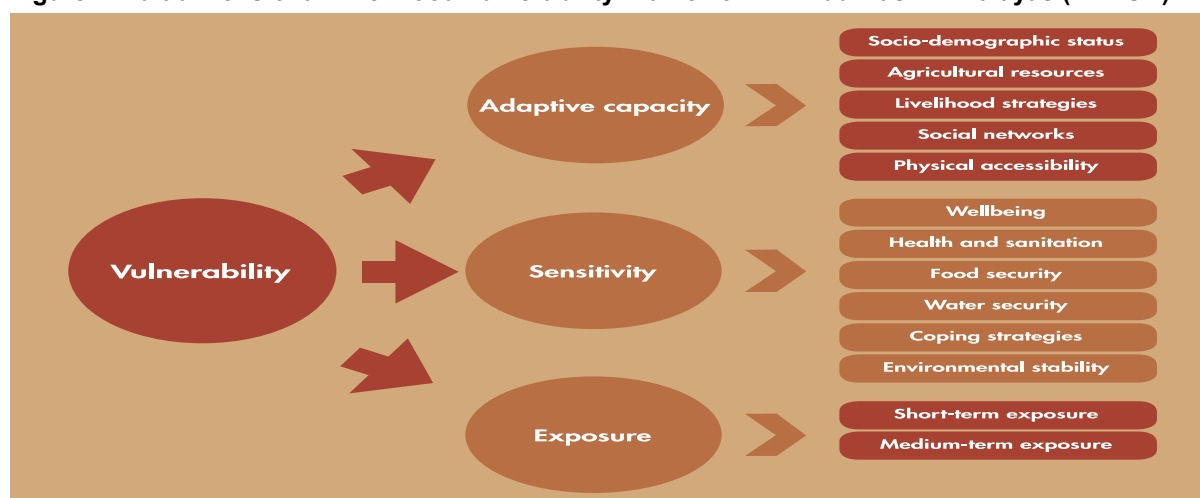 Adaptive capacity
Socio-demographic status
Agricultural resources
Livelihood strategies
Social networks
Physical accessibility
Vulnerability
Sensitivity
Wellbeing
Health and sanitation
Food security
Water security
Coping strategies
Environmental stability
Exposure
Short-term exposure
Medium-term exposure